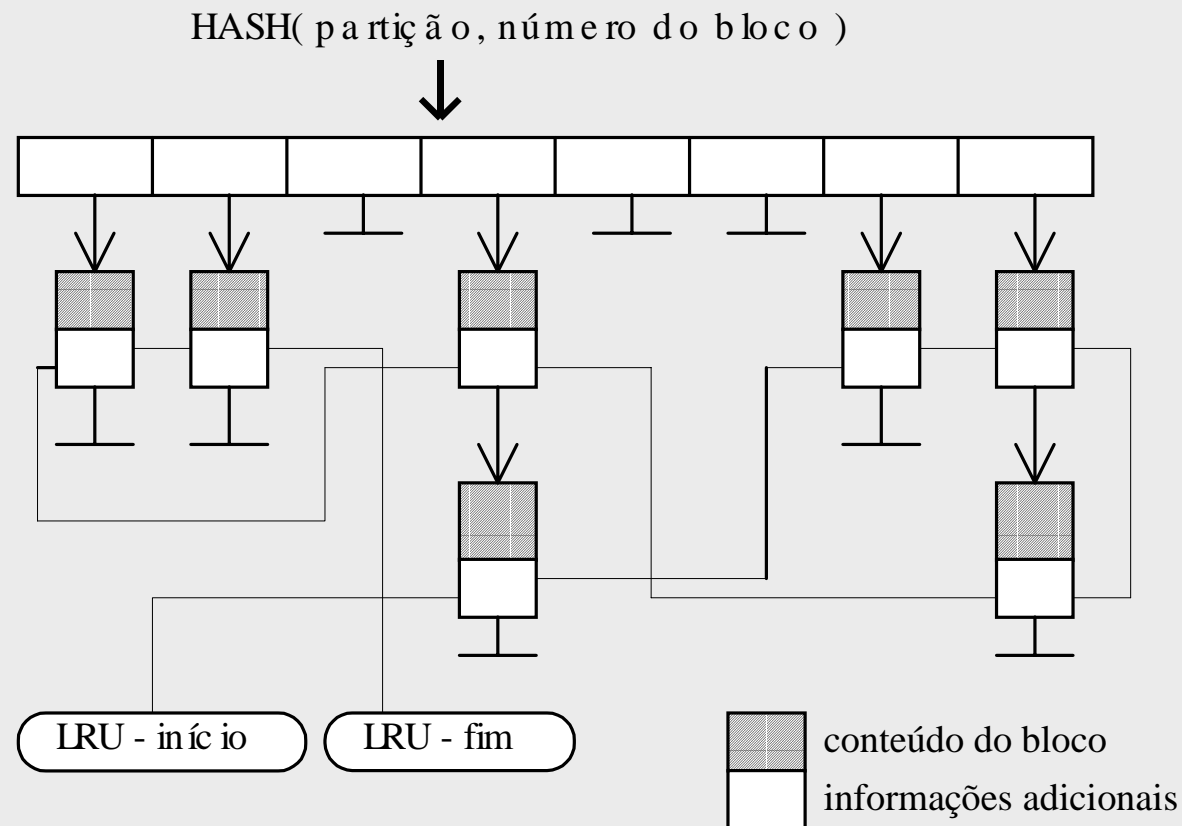 HASH( partição, número do bloco )
LRU - início
LRU - fim
conteúdo do bloco
informações adicionais